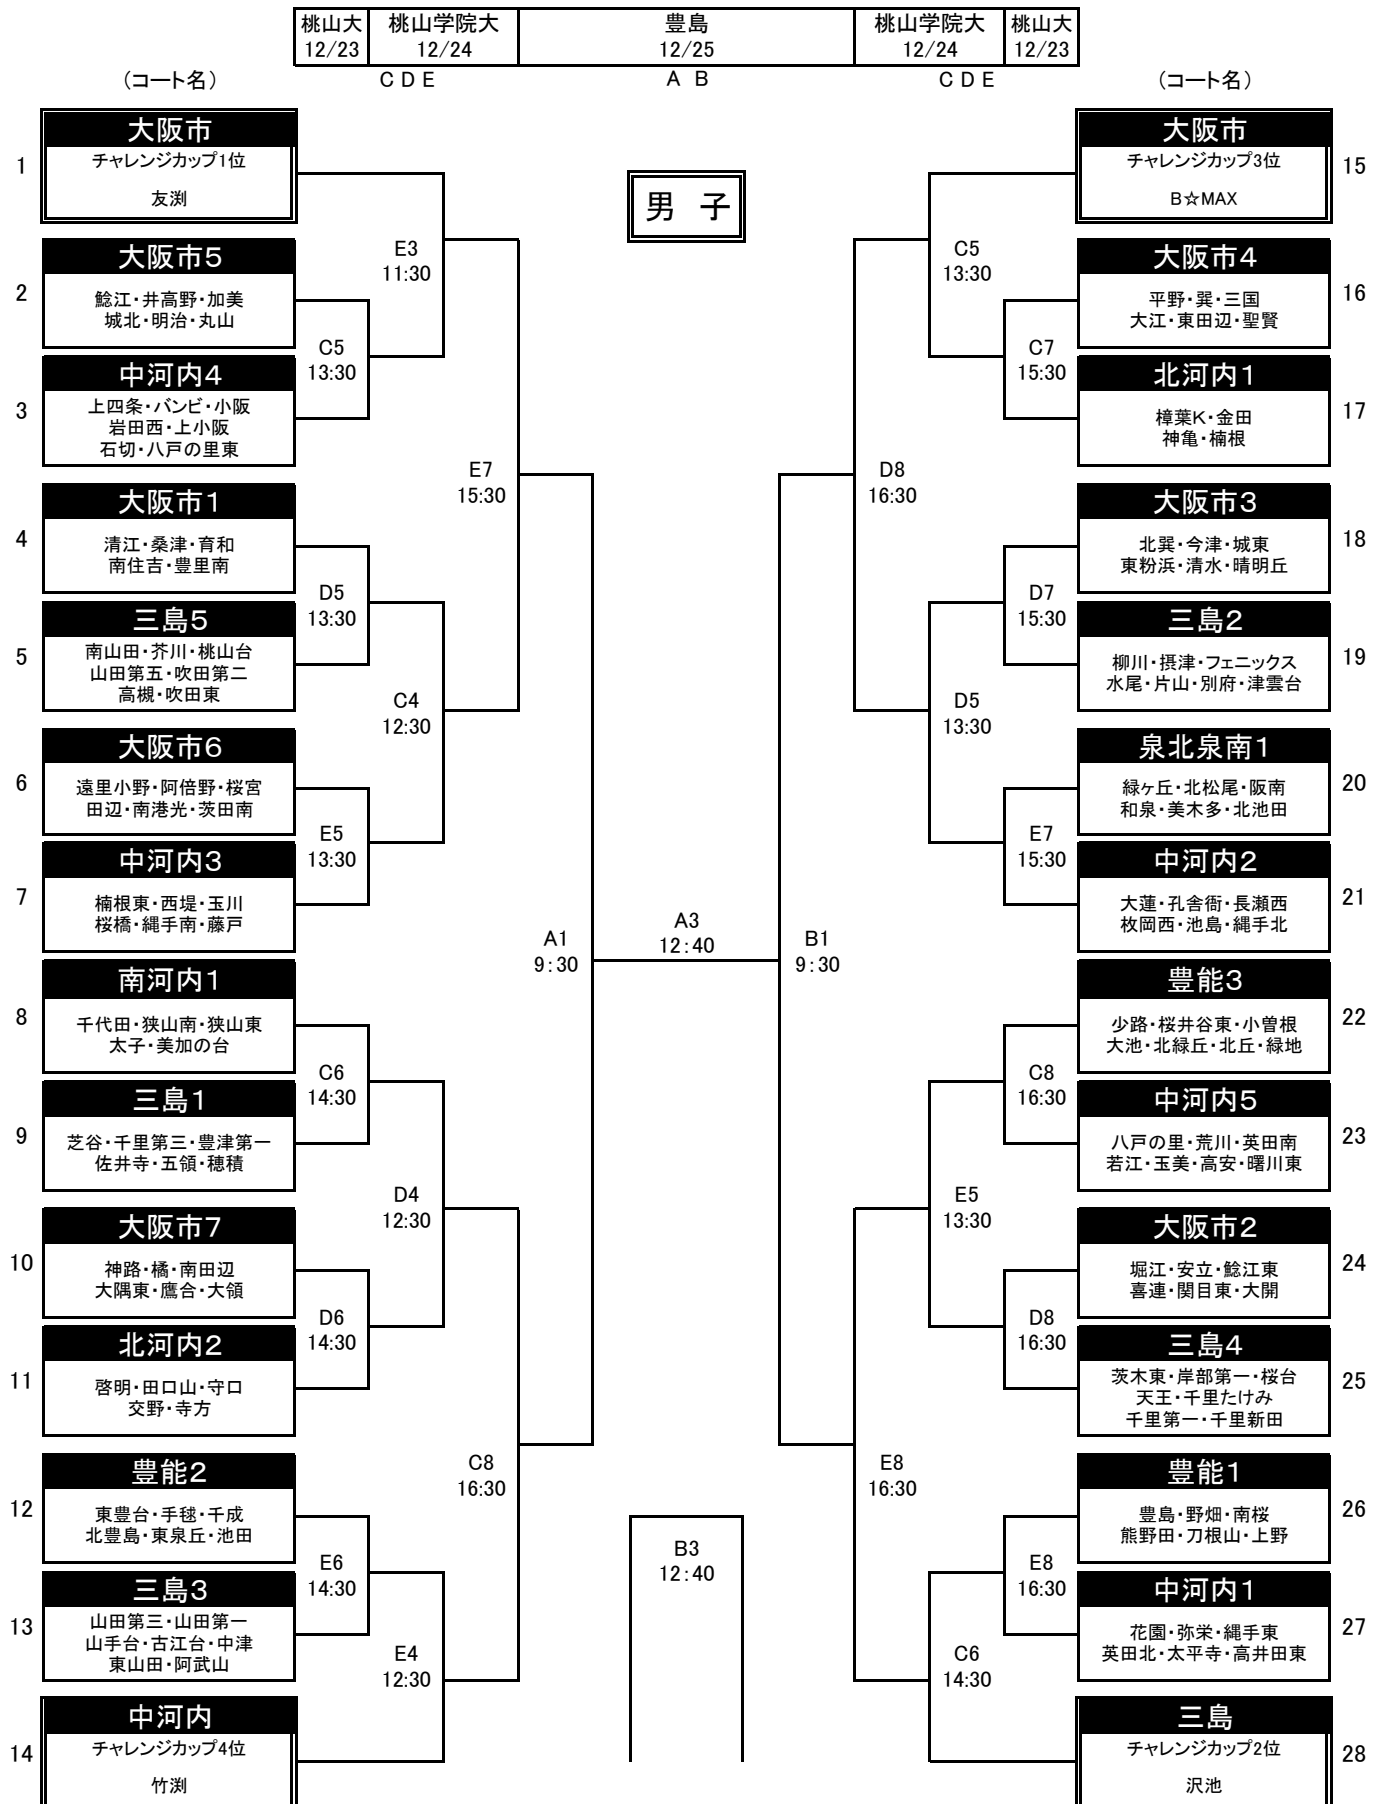 桃山大 桃山学院大 豊島 桃山学院大 桃山大
12/23 12/24 12/25 12/24 12/23
（コート名） C D E A B C D E （コート名）
男 子
1
大阪市
チャレンジカップ1位
友渕
2
大阪市5
鯰江・井高野・加美
城北・明治・丸山
3
中河内4
上四条・バンビ・小阪
岩田西・上小阪
石切・八戸の里東
4
大阪市1
清江・桑津・育和
南住吉・豊里南
5
三島5
南山田・芥川・桃山台
山田第五・吹田第二
高槻・吹田東
6
大阪市6
遠里小野・阿倍野・桜宮
田辺・南港光・茨田南
7
中河内3
楠根東・西堤・玉川
桜橋・縄手南・藤戸
8
南河内1
千代田・狭山南・狭山東
太子・美加の台
9
三島1
芝谷・千里第三・豊津第一
佐井寺・五領・穂積
10
大阪市7
神路・橘・南田辺
大隅東・鷹合・大領
11
北河内2
啓明・田口山・守口
交野・寺方
12
豊能2
東豊台・手毬・千成
北豊島・東泉丘・池田
13
三島3
山田第三・山田第一
山手台・古江台・中津
東山田・阿武山
14
中河内
チャレンジカップ4位
竹渕
C5
13:30
D5
13:30
E5
13:30
C6
14:30
D6
14:30
E6
14:30
E3
11:30
C4
12:30
D4
12:30
E4
12:30
E7
15:30
C8
16:30
A1
9:30
A3
12:40
B3
12:40
B1
9:30
D8
16:30
E8
16:30
C5
13:30
D5
13:30
E5
13:30
C6
14:30
C7
15:30
D7
15:30
E7
15:30
C8
16:30
D8
16:30
E8
16:30
大阪市
チャレンジカップ3位
B☆MAX
15
大阪市4
平野・巽・三国
大江・東田辺・聖賢
16
北河内1
樟葉K・金田
神亀・楠根
17
大阪市3
北巽・今津・城東
東粉浜・清水・晴明丘
18
三島2
柳川・摂津・フェニックス
水尾・片山・別府・津雲台
19
泉北泉南1
緑ヶ丘・北松尾・阪南
和泉・美木多・北池田
20
中河内2
大蓮・孔舎衙・長瀬西
枚岡西・池島・縄手北
21
豊能3
少路・桜井谷東・小曽根
大池・北緑丘・北丘・緑地
22
中河内5
八戸の里・荒川・英田南
若江・玉美・高安・曙川東
23
大阪市2
堀江・安立・鯰江東
喜連・関目東・大開
24
三島4
茨木東・岸部第一・桜台
天王・千里たけみ
千里第一・千里新田
25
豊能1
豊島・野畑・南桜
熊野田・刀根山・上野
26
中河内1
花園・弥栄・縄手東
英田北・太平寺・高井田東
27
三島
チャレンジカップ2位
沢池
28